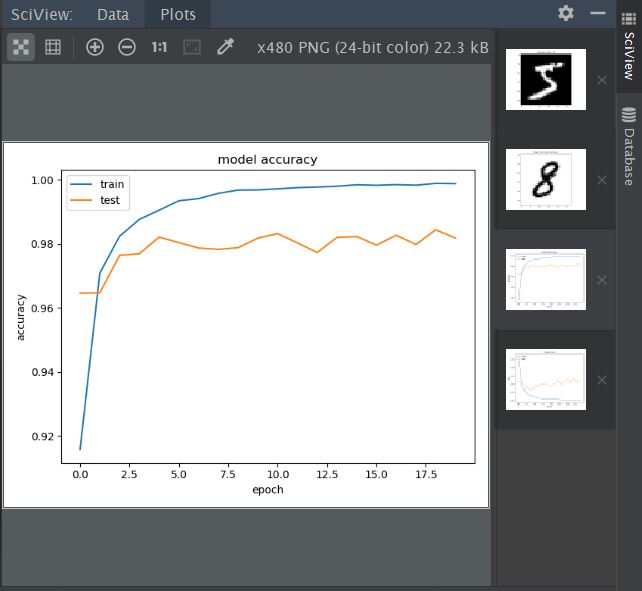 SciView: Data Plots
1:1 x480 PNG (24-bit color) 22.3 kB
model accuracy
train
test
1.00
0.98
0.96
0.94
0.92
accuracy
0.0 2.5 5.0 7.5 10.0 12.5 15.0 17.5
epoch
8
SciView
Database